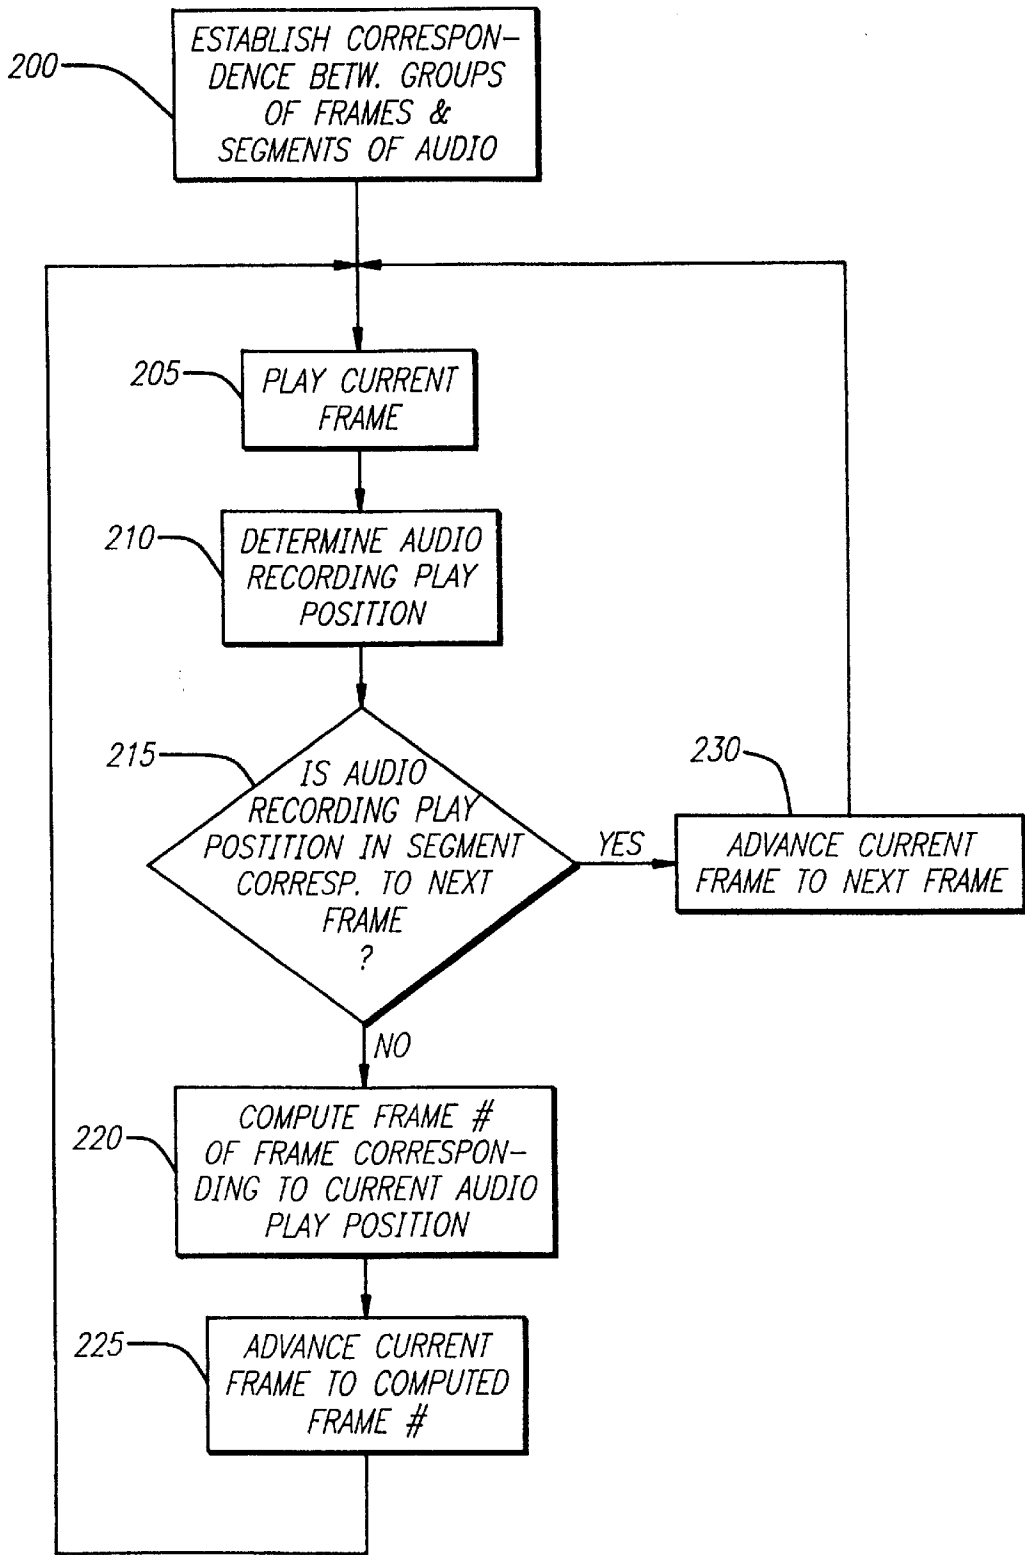 200
ESTABLISH CORRESPON-
DENCE BETW. GROUPS
OF FRAMES &
SEGMENTS OF AUDIO
205
PLAY CURRENT
FRAME
210
DETERMINE AUDIO
RECORDING PLAY
POSITION
215
IS AUDIO
RECORDING PLAY
POSTITION IN SEGMENT
CORRESP. TO NEXT
FRAME
?
YES
230
ADVANCE CURRENT
FRAME TO NEXT FRAME
NO
220
COMPUTE FRAME #
OF FRAME CORRESPON-
DING TO CURRENT AUDIO
PLAY POSITION
225
ADVANCE CURRENT
FRAME TO COMPUTED
FRAME #